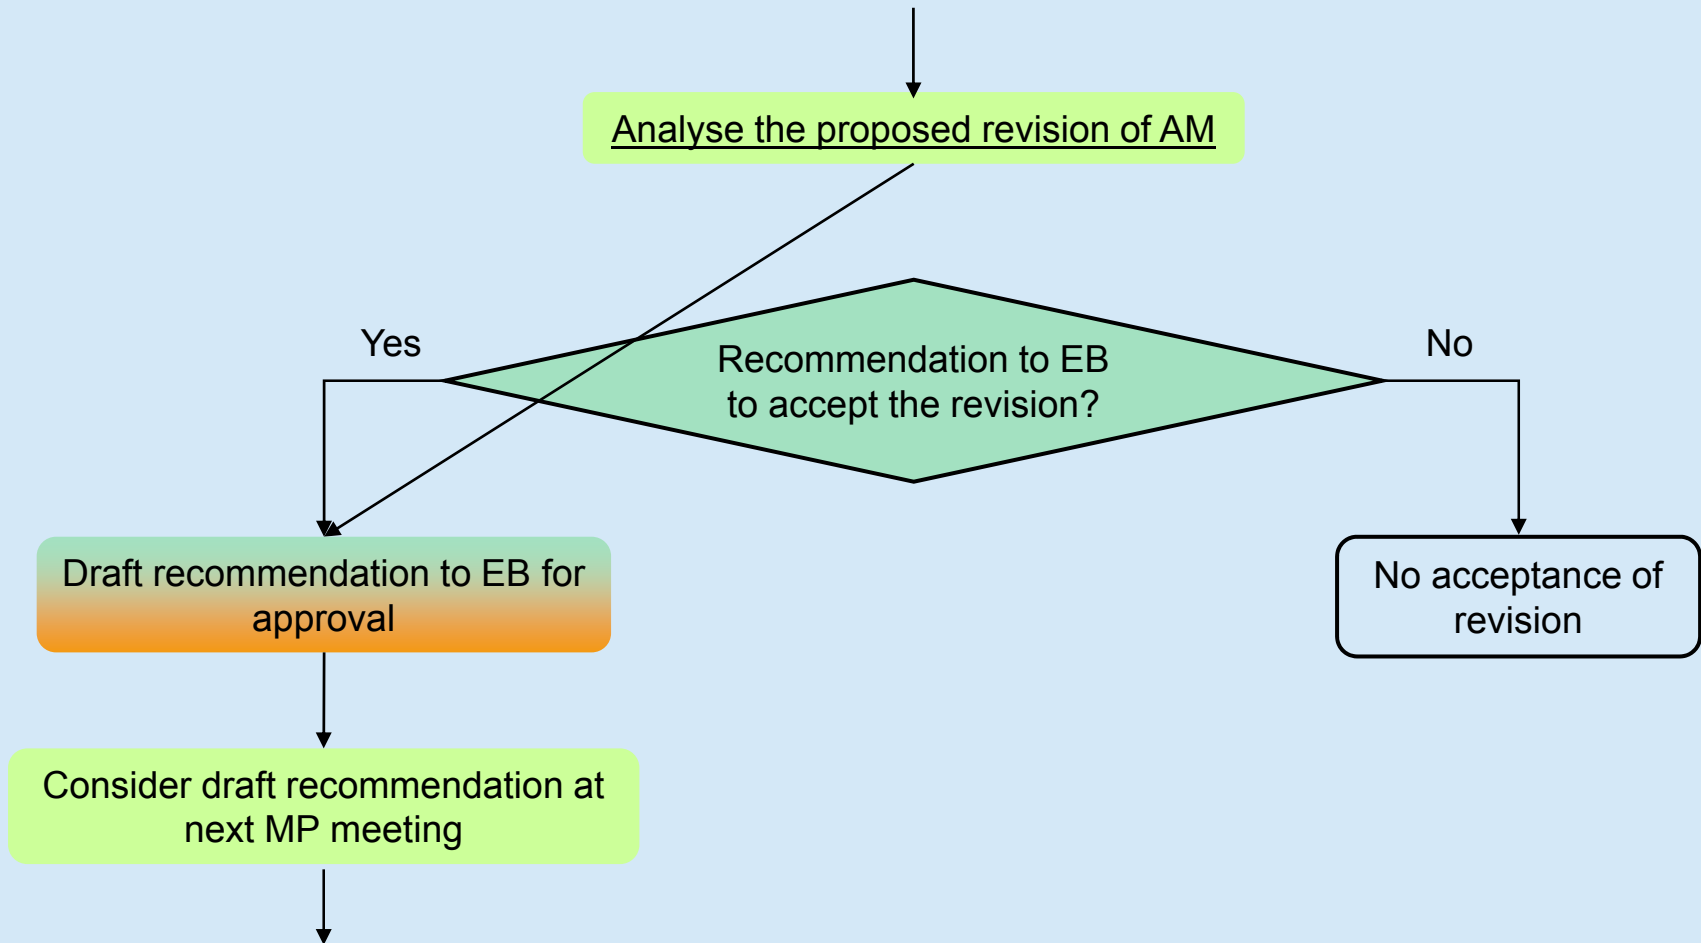 Analyse the proposed revision of AM
Yes
Recommendation to EB
to accept the revision?
No
Draft recommendation to EB for
approval
No acceptance of
revision
Consider draft recommendation at
next MP meeting